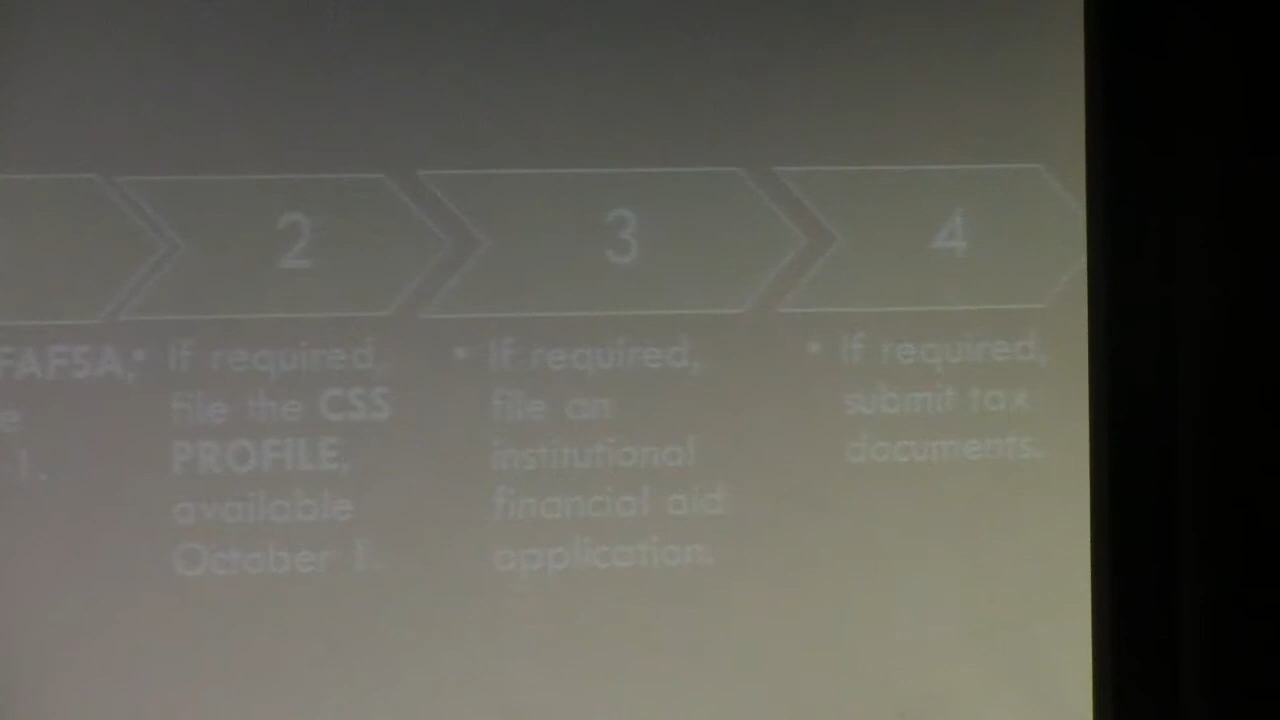 2
3
4
FAFSA,
e
1.
• If required,
file the CSS
PROFILE,
available
October 1.
• If required,
file an
institutional
financial aid
application.
• If required,
submit tax
documents.